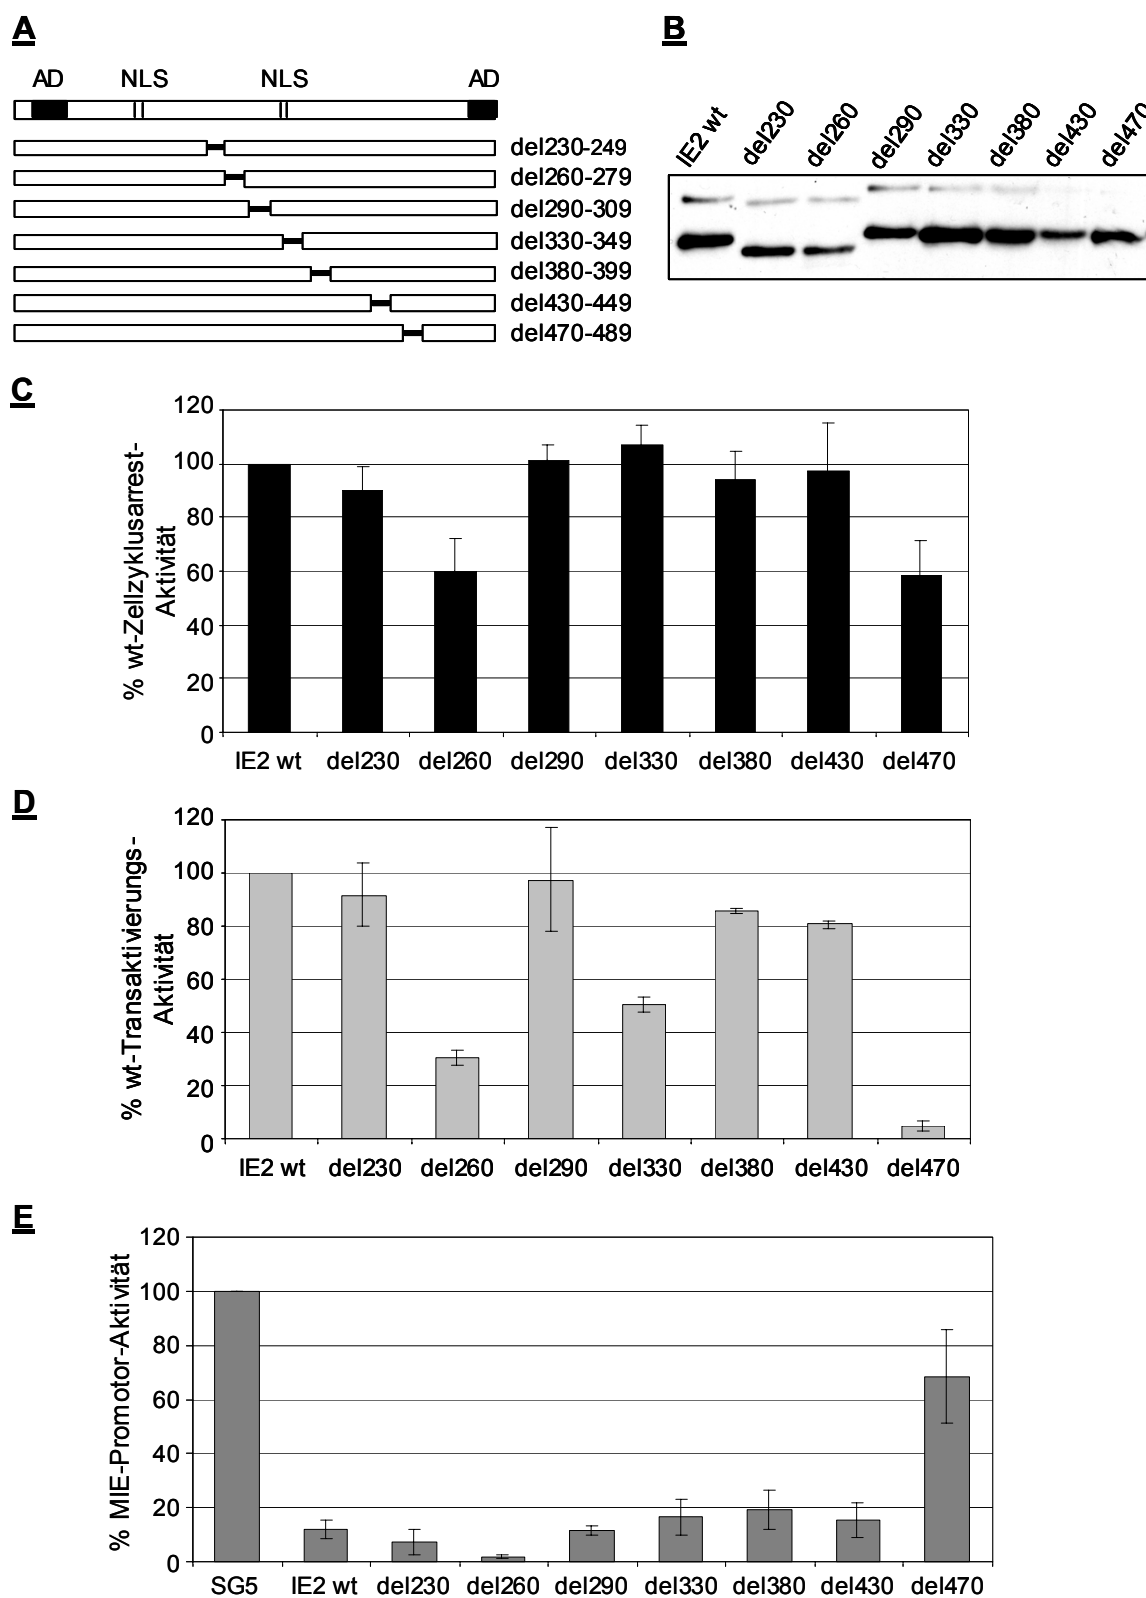 A
AD NLS NLS AD
del230-249
del260-279
del290-309
del330-349
del380-399
del430-449
del470-489
B
IE2 wt del230 del260 del290 del330 del380 del430 del470
C
% wt-Zellzyklusarrest-
Aktivität
120
100
80
60
40
20
0
IE2 wt del230 del260 del290 del330 del380 del430 del470
D
% wt-Transaktivierungs-
Aktivität
120
100
80
60
40
20
0
IE2 wt del230 del260 del290 del330 del380 del430 del470
E
% MIE-Promotor-Aktivität
120
100
80
60
40
20
0
SG5 IE2 wt del230 del260 del290 del330 del380 del430 del470